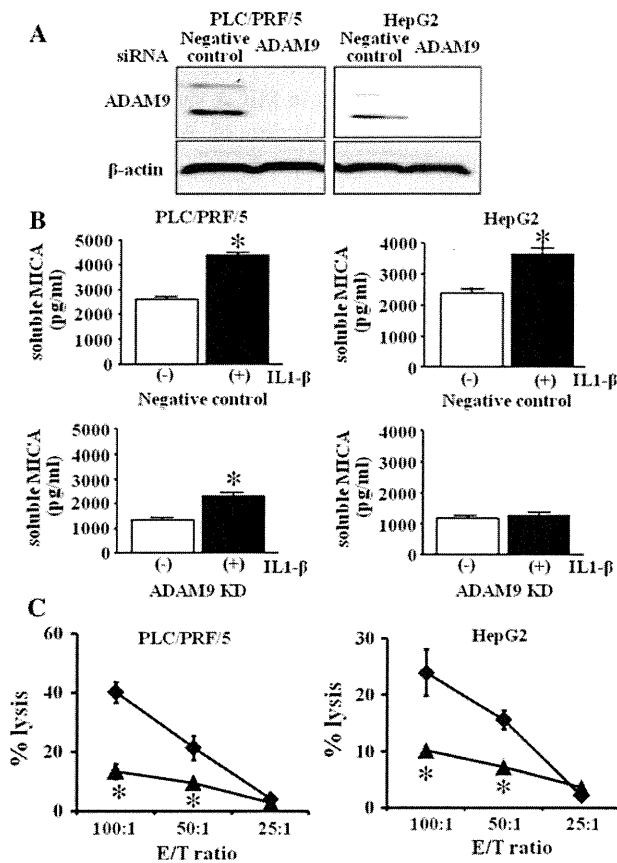 A
PLC/PRF/5 HepG2
siRNA Negative control ADAM9 Negative control ADAM9
ADAM9
β-actin
B
PLC/PRF/5
soluble MICA (pg/ml)
5000
4000
3000
2000
1000
0
*
(-) (+) IL1-β
Negative control
HepG2
soluble MICA (pg/ml)
4000
3000
2000
1000
0
*
(-) (+) IL1-β
Negative control
soluble MICA (pg/ml)
5000
4000
3000
2000
1000
0
*
(-) (+) IL1-β
ADAM9 KD
soluble MICA (pg/ml)
4000
3000
2000
1000
0
(-) (+) IL1-β
ADAM9 KD
C
PLC/PRF/5
% lysis
60
40
20
0
* *
100:1 50:1 25:1
E/T ratio
HepG2
% lysis
30
20
10
0
* *
100:1 50:1 25:1
E/T ratio